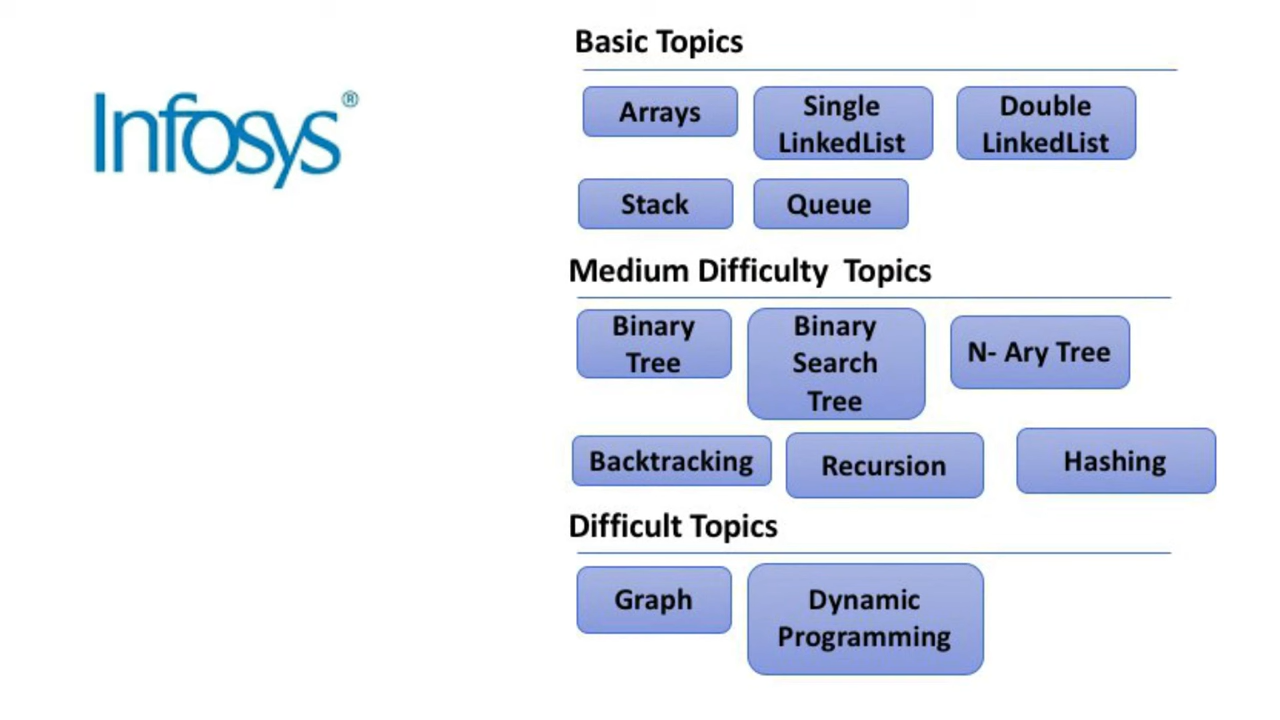 Infosys®
Basic Topics
Arrays
Single
LinkedList
Double
LinkedList
Stack
Queue
Medium Difficulty  Topics
Binary
Tree
Binary
Search
Tree
N- Ary Tree
Backtracking
Recursion
Hashing
Difficult Topics
Graph
Dynamic
Programming